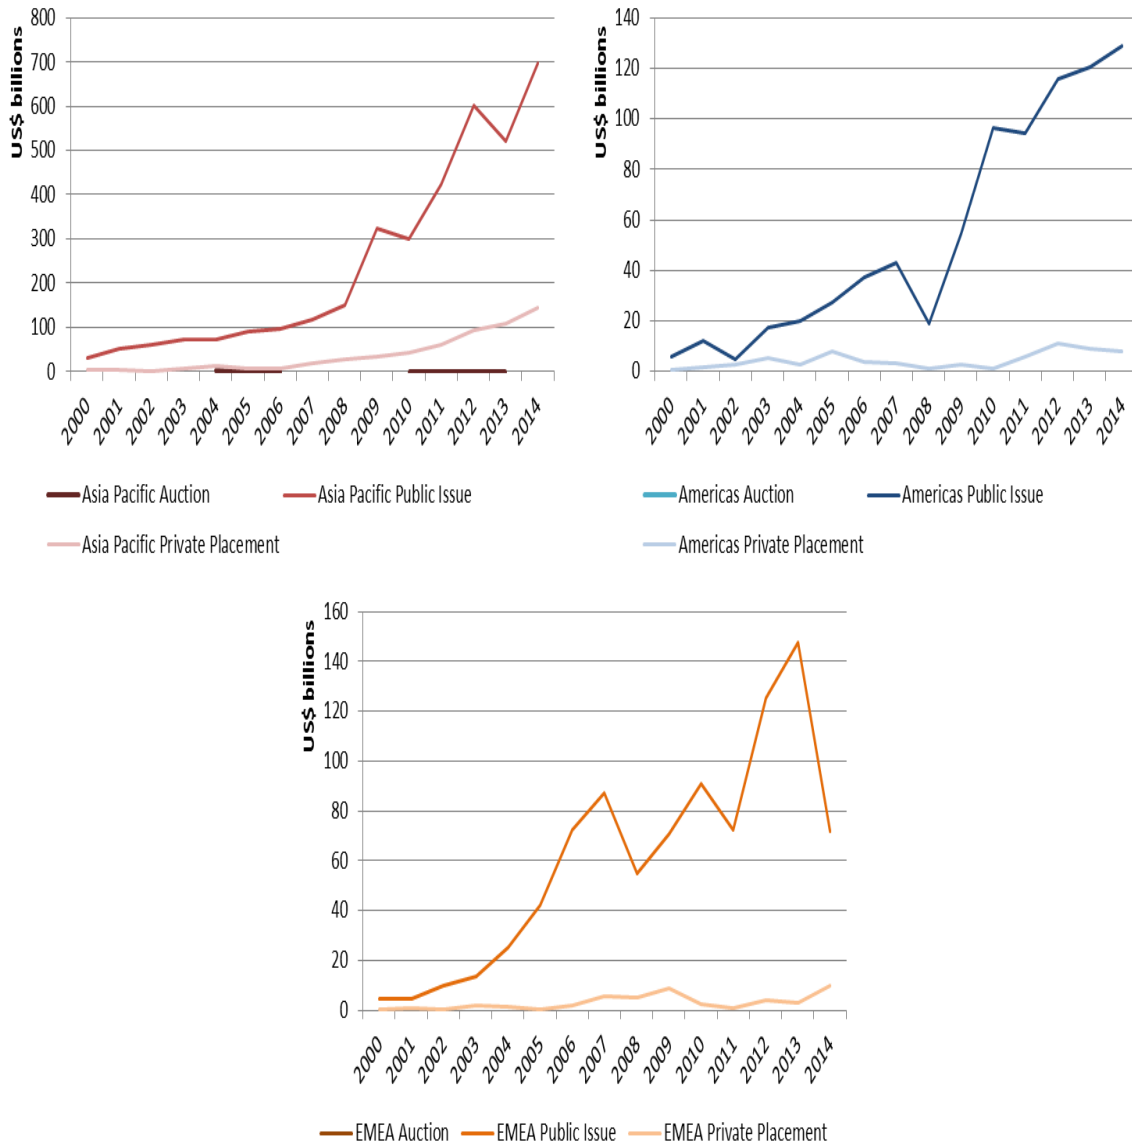 US$ billions
800
700
600
500
400
300
200
100
0
2000 2001 2002 2003 2004 2005 2006 2007 2008 2009 2010 2011 2012 2013 2014
Asia Pacific Auction Asia Pacific Public Issue
Asia Pacific Private Placement
US$ billions
140
120
100
80
60
40
20
0
2000 2001 2002 2003 2004 2005 2006 2007 2008 2009 2010 2011 2012 2013 2014
Americas Auction Americas Public Issue
Americas Private Placement
US$ billions
160
140
120
100
80
60
40
20
0
2000 2001 2002 2003 2004 2005 2006 2007 2008 2009 2010 2011 2012 2013 2014
EMEA Auction EMEA Public Issue EMEA Private Placement